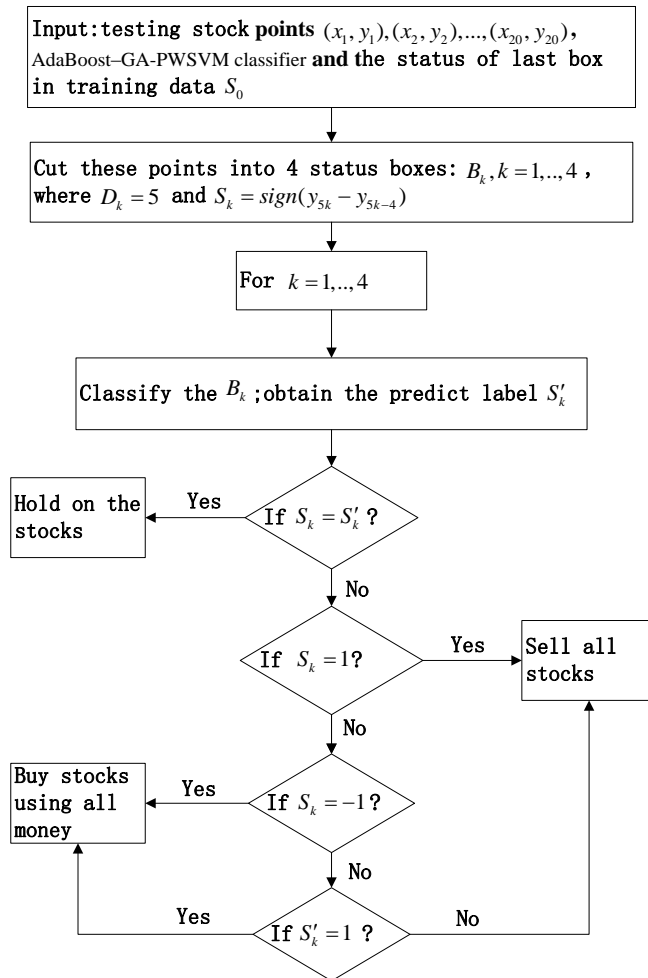 Input:testing stock points (x₁, y₁),(x₂, y₂),...,(x₂₀, y₂₀),
AdaBoost–GA-PWSVM classifier and the status of last box
in training data S₀
Cut these points into 4 status boxes: Bₖ, k = 1,.., 4 ,
where Dₖ = 5 and Sₖ = sign(y₅ₖ − y₅ₖ₋₄)
For k = 1,.., 4
Classify the Bₖ ;obtain the predict label S′ₖ
If Sₖ = S′ₖ ?
Yes
Hold on the
stocks
No
If Sₖ = 1?
Yes
Sell all
stocks
No
If Sₖ = −1?
Yes
Buy stocks
using all
money
No
If S′ₖ = 1 ?
Yes
No